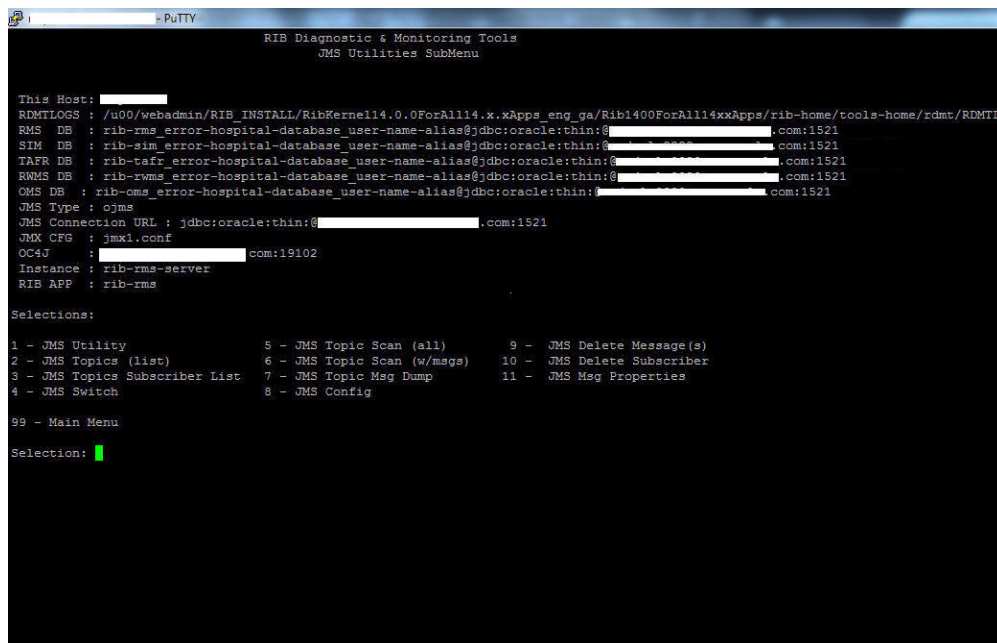 - PuTTY
RIB Diagnostic & Monitoring Tools
JMS Utilities SubMenu
This Host:
RDMTLOGS : /u00/webadmin/RIB_INSTALL/RibKernel14.0.0ForAll14.x.xApps_eng_ga/Rib1400ForAll14xxApps/rib-home/tools-home/rdmt/RDMTL
RMS  DB  : rib-rms_error-hospital-database_user-name-alias@jdbc:oracle:thin:@ .com:1521
SIM  DB  : rib-sim_error-hospital-database_user-name-alias@jdbc:oracle:thin:@ .com:1521
TAFR DB  : rib-tafr_error-hospital-database_user-name-alias@jdbc:oracle:thin:@ .com:1521
RWMS DB  : rib-rwms_error-hospital-database_user-name-alias@jdbc:oracle:thin:@ .com:1521
OMS DB  : rib-oms_error-hospital-database_user-name-alias@jdbc:oracle:thin:@ .com:1521
JMS Type : ojms
JMS Connection URL : jdbc:oracle:thin:@ .com:1521
JMX CFG  : jmx1.conf
OC4J     : com:19102
Instance : rib-rms-server
RIB APP  : rib-rms
Selections:
1 - JMS Utility 5 - JMS Topic Scan (all) 9 - JMS Delete Message(s)
2 - JMS Topics (list) 6 - JMS Topic Scan (w/msgs) 10 - JMS Delete Subscriber
3 - JMS Topics Subscriber List 7 - JMS Topic Msg Dump 11 - JMS Msg Properties
4 - JMS Switch 8 - JMS Config
99 - Main Menu
Selection: